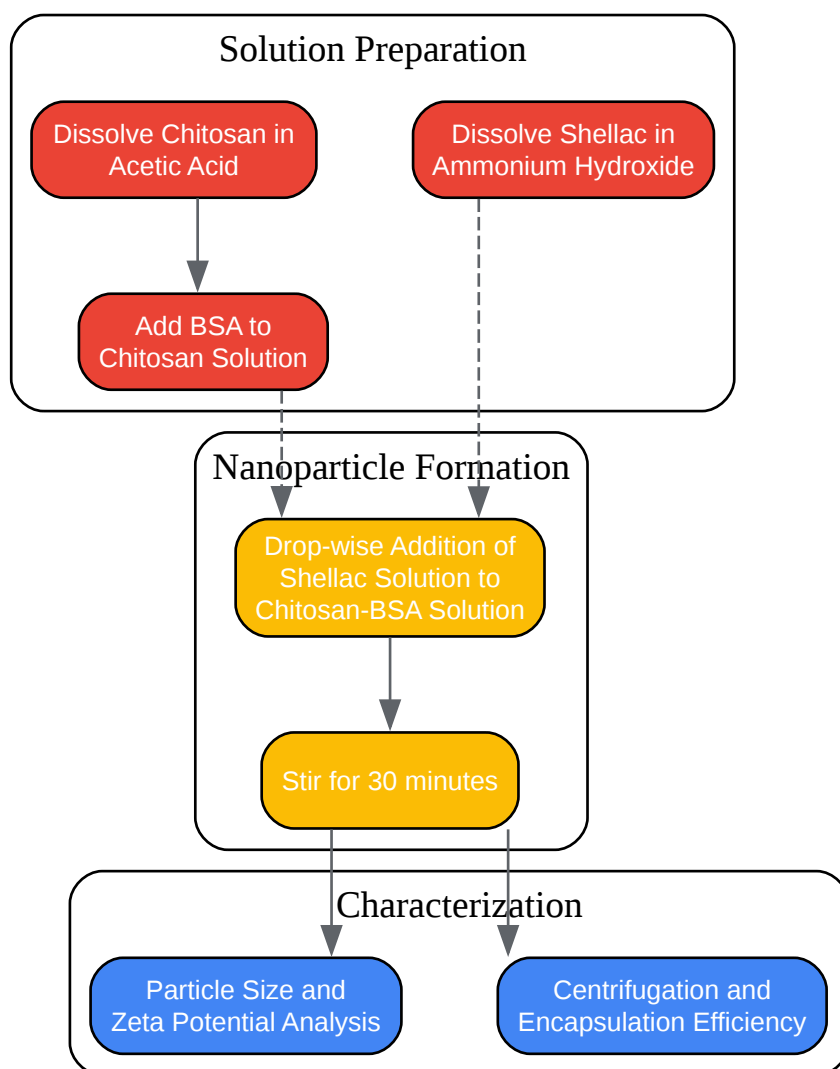 Solution Preparation
Dissolve Chitosan in
Acetic Acid
Dissolve Shellac in
Ammonium Hydroxide
Add BSA to
Chitosan Solution
Nanoparticle Formation
Drop-wise Addition of
Shellac Solution to
Chitosan-BSA Solution
Stir for 30 minutes
Characterization
Particle Size and
Zeta Potential Analysis
Centrifugation and
Encapsulation Efficiency